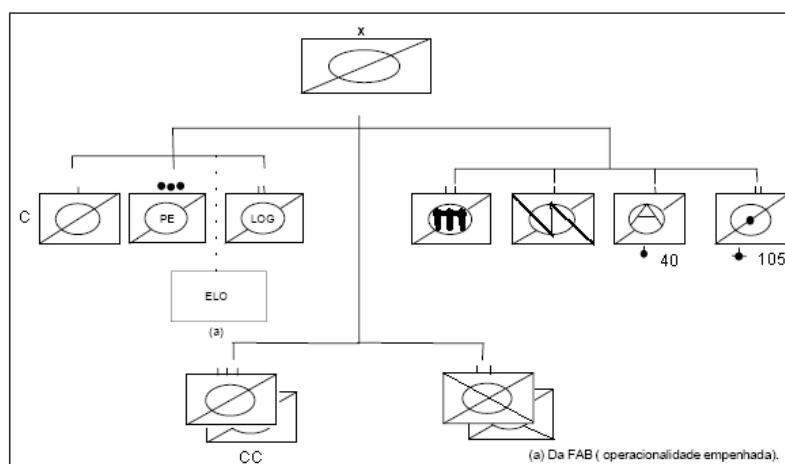 x
C
PE
LOG
40
105
ELO
(a)
CC
(a) Da FAB ( operacionalidade empenhada).